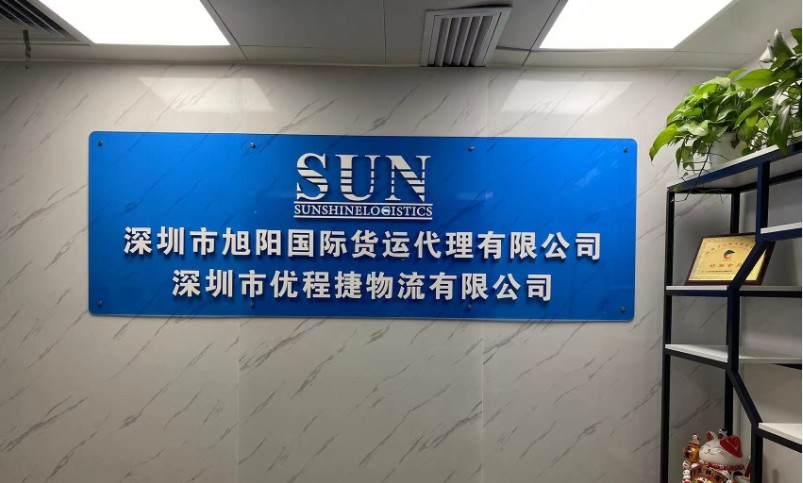 SUN
SUNSHINELOGISTICS
深圳市旭阳国际货运代理有限公司
深圳市优程捷物流有限公司